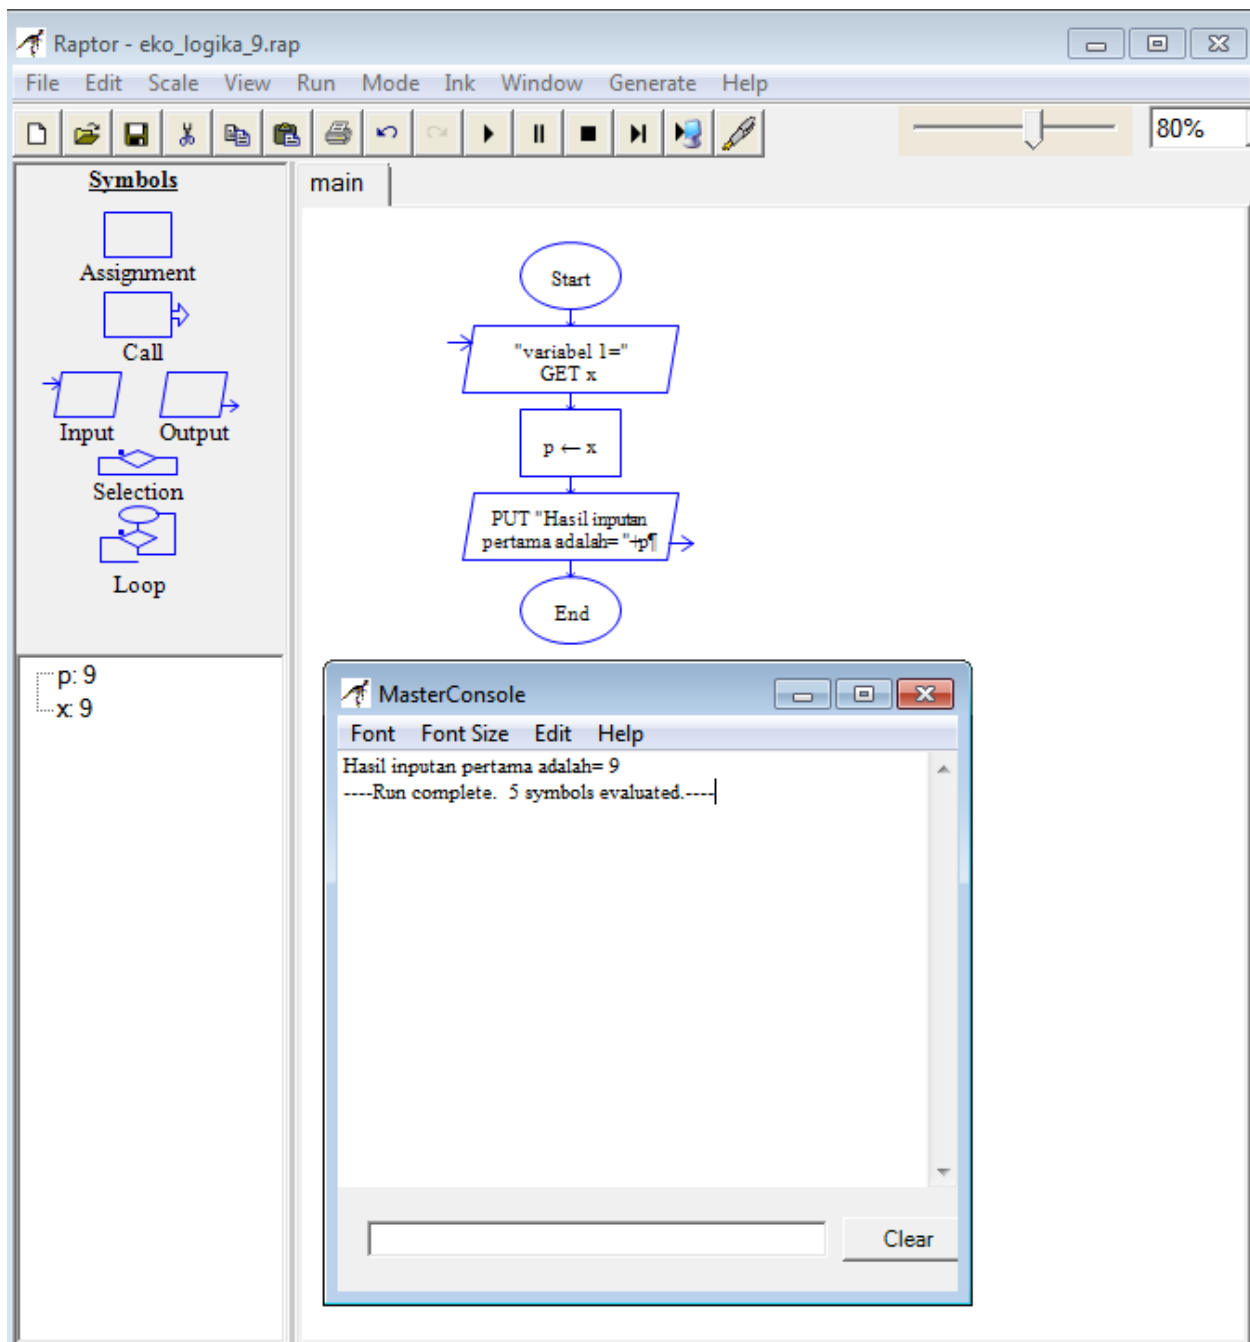 Raptor - eko_logika_9.rap
File Edit Scale View Run Mode Ink Window Generate Help
80%
Symbols
Assignment
Call
Input Output
Selection
Loop
main
Start
"variabel 1="
GET x
p ← x
PUT "Hasil inputan
pertama adalah= "+p¶
End
p: 9
x: 9
MasterConsole
Font Font Size Edit Help
Hasil inputan pertama adalah= 9
----Run complete.  5 symbols evaluated.----
Clear